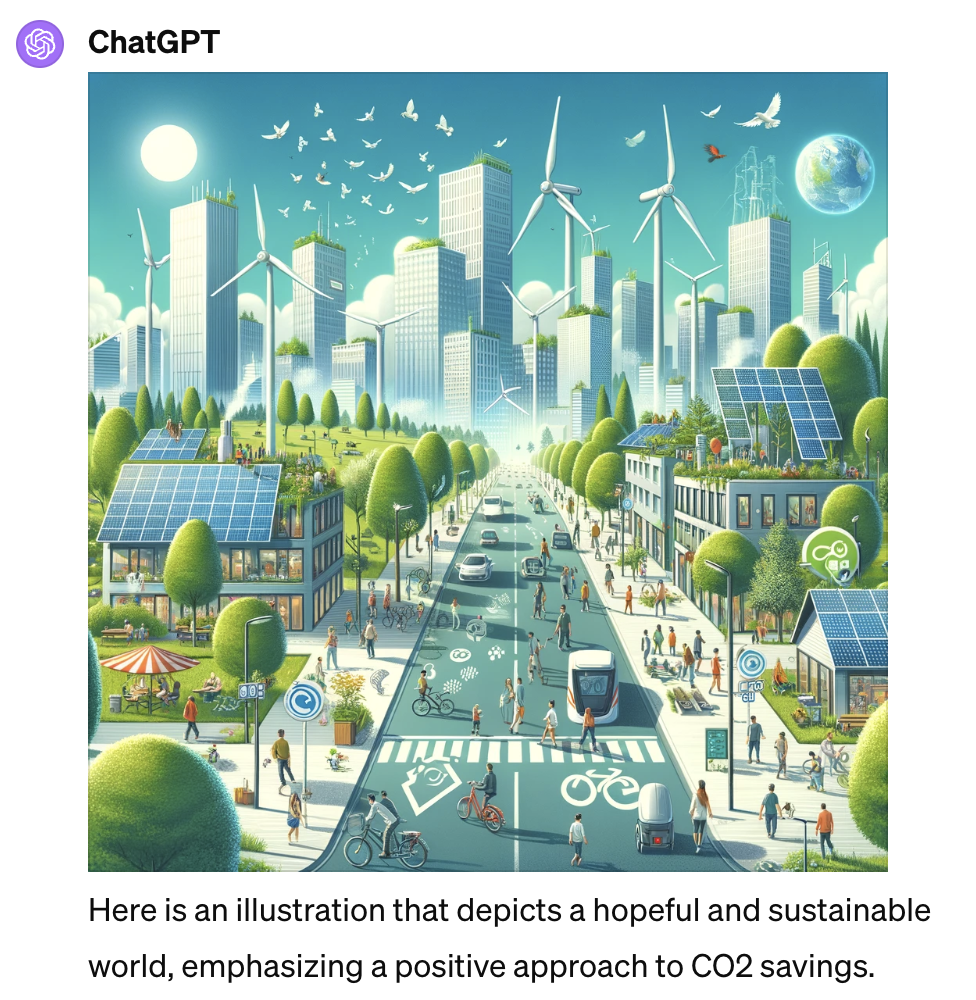 ChatGPT
Here is an illustration that depicts a hopeful and sustainable
world, emphasizing a positive approach to CO2 savings.